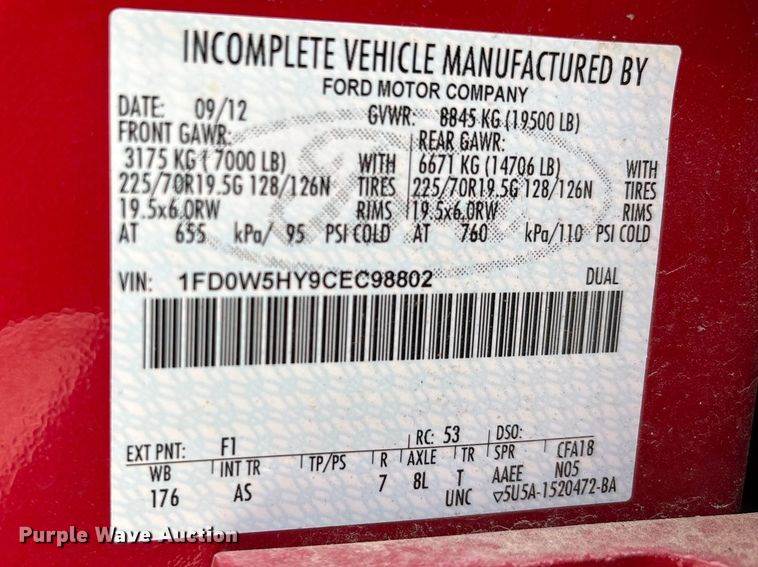 INCOMPLETE VEHICLE MANUFACTURED BY
FORD MOTOR COMPANY
DATE: 09/12 GVWR: 8845 KG (19500 LB)
FRONT GAWR: REAR GAWR:
3175 KG ( 7000 LB) WITH 6671 KG (14706 LB) WITH
225/70R19.5G 128/126N TIRES 225/70R19.5G 128/126N TIRES
19.5x6.0RW RIMS 19.5x6.0RW RIMS
AT 655 kPa/ 95 PSI COLD AT 760 kPa/110 PSI COLD
VIN: 1FD0W5HY9CEC98802 DUAL
EXT PNT: F1 RC: 53 DSO:
WB INT TR TP/PS R AXLE TR SPR CFA18
176 AS 7 8L T AAEE N05
UNC ▽5U5A-1520472-BA
Purple Wave Auction